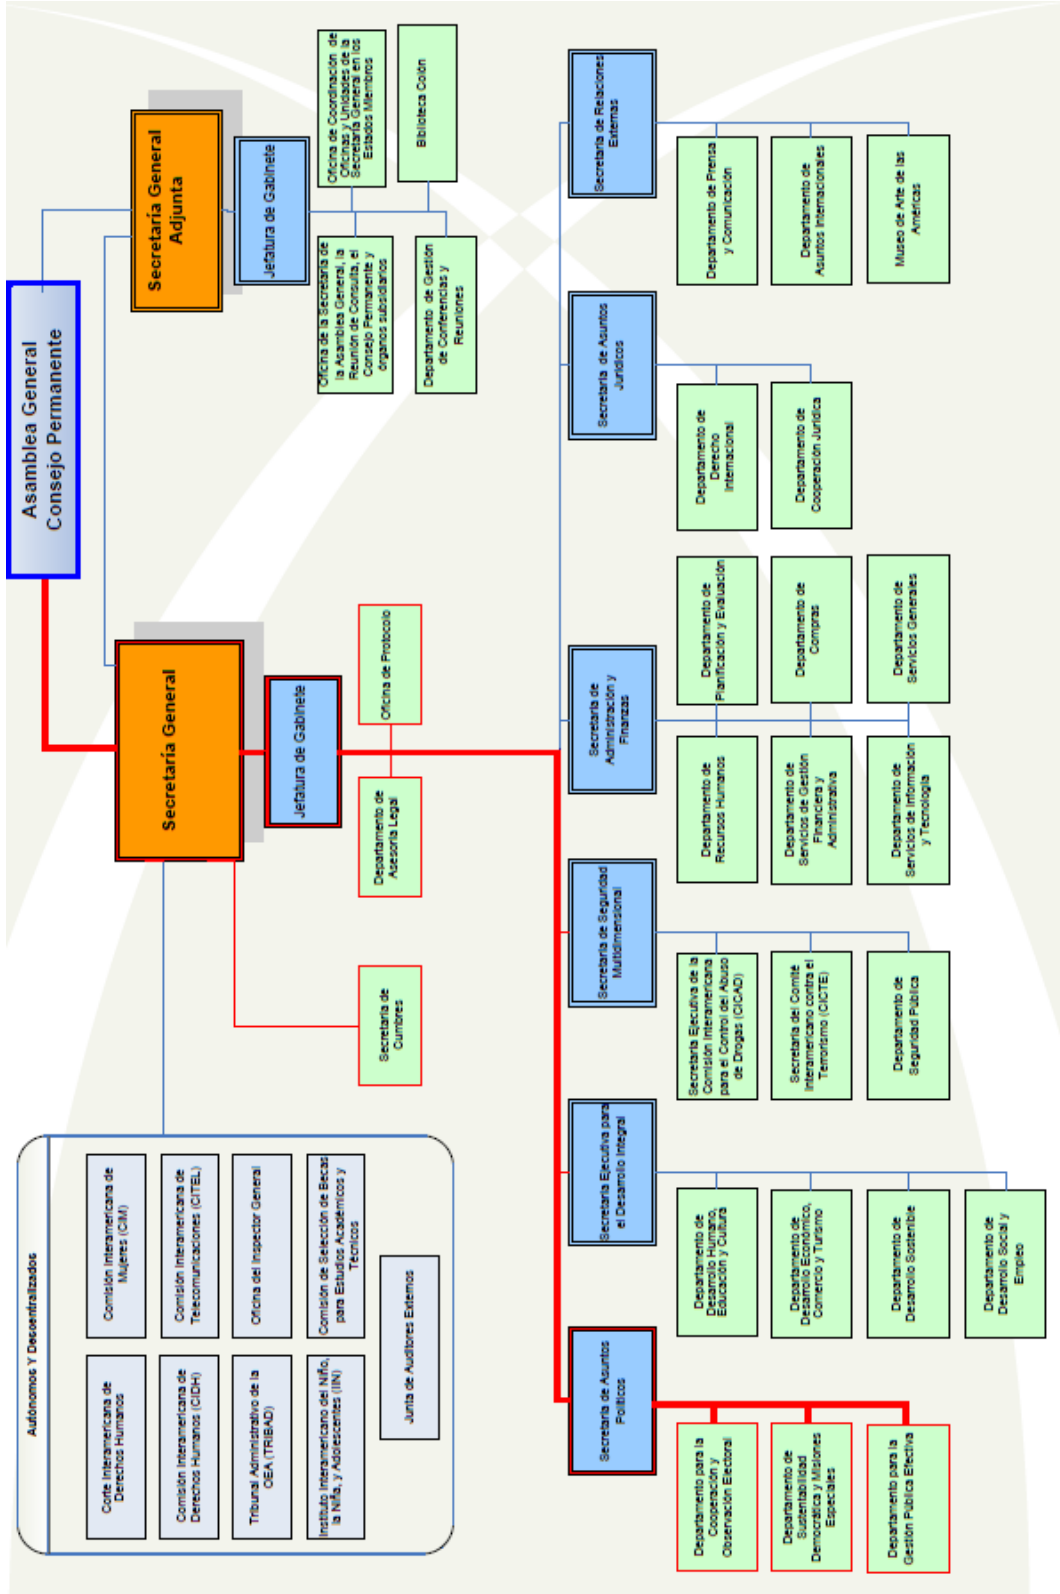 Asamblea General
Consejo Permanente
Secretaría General
Secretaría General
Adjunta
Jefatura de Gabinete
Jefatura de Gabinete
Oficina de la Secretaría de
la Asamblea General, la
Reunión de Consulta, el
Consejo Permanente y
órganos subsidiarios
Oficina de Coordinación de
Oficinas y Unidades de la
Secretaría General en los
Estados Miembros
Departamento de Gestión
de Conferencias y
Reuniones
Biblioteca Colón
Autónomos Y Descentralizados
Corte Interamericana de
Derechos Humanos
Comisión Interamericana de
Mujeres (CIM)
Comisión Interamericana de
Derechos Humanos (CIDH)
Comisión Interamericana de
Telecomunicaciones (CITEL)
Tribunal Administrativo de la
OEA (TRIBAD)
Oficina del Inspector General
Instituto Interamericano del Niño,
la Niña, y Adolescentes (IIN)
Comisión de Selección de Becas
para Estudios Académicos y
Técnicos
Junta de Auditores Externos
Secretaría de
Cumbres
Departamento de
Asesoría Legal
Oficina de Protocolo
Secretaría de Asuntos
Políticos
Departamento para la
Cooperación y
Observación Electoral
Departamento de
Sustentabilidad
Democrática y Misiones
Especiales
Departamento para la
Gestión Pública Efectiva
Secretaría Ejecutiva para
el Desarrollo Integral
Departamento de
Desarrollo Humano,
Educación y Cultura
Departamento de
Desarrollo Económico,
Comercio y Turismo
Departamento de
Desarrollo Sostenible
Departamento de
Desarrollo Social y
Empleo
Secretaría de Seguridad
Multidimensional
Secretaría Ejecutiva de la
Comisión Interamericana
para el Control del Abuso
de Drogas (CICAD)
Secretaría del Comité
Interamericano contra el
Terrorismo (CICTE)
Departamento de
Seguridad Pública
Secretaría de
Administración y
Finanzas
Departamento de
Recursos Humanos
Departamento de
Planificación y Evaluación
Departamento de
Servicios de Gestión
Financiera y
Administrativa
Departamento de
Compras
Departamento de
Servicios de Información
y Tecnología
Departamento de
Servicios Generales
Secretaría de Asuntos
Jurídicos
Departamento de
Derecho
Internacional
Departamento de
Cooperación Jurídica
Secretaría de Relaciones
Externas
Departamento de Prensa
y Comunicación
Departamento de
Asuntos Internacionales
Museo de Arte de las
Américas